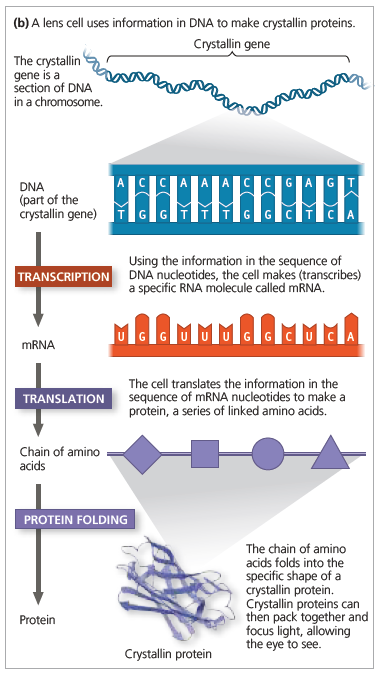 (b) A lens cell uses information in DNA to make crystallin proteins.
Crystallin gene
The crystallin
gene is a
section of DNA
in a chromosome.
A C C A A A C C G A G T
T G G T T T G G C T C A
DNA
(part of the
crystallin gene)
TRANSCRIPTION
Using the information in the sequence of
DNA nucleotides, the cell makes (transcribes)
a specific RNA molecule called mRNA.
U G G U U U G G C U C A
mRNA
TRANSLATION
The cell translates the information in the
sequence of mRNA nucleotides to make a
protein, a series of linked amino acids.
Chain of amino
acids
PROTEIN FOLDING
The chain of amino
acids folds into the
specific shape of a
crystallin protein.
Crystallin proteins can
then pack together and
focus light, allowing
the eye to see.
Protein
Crystallin protein